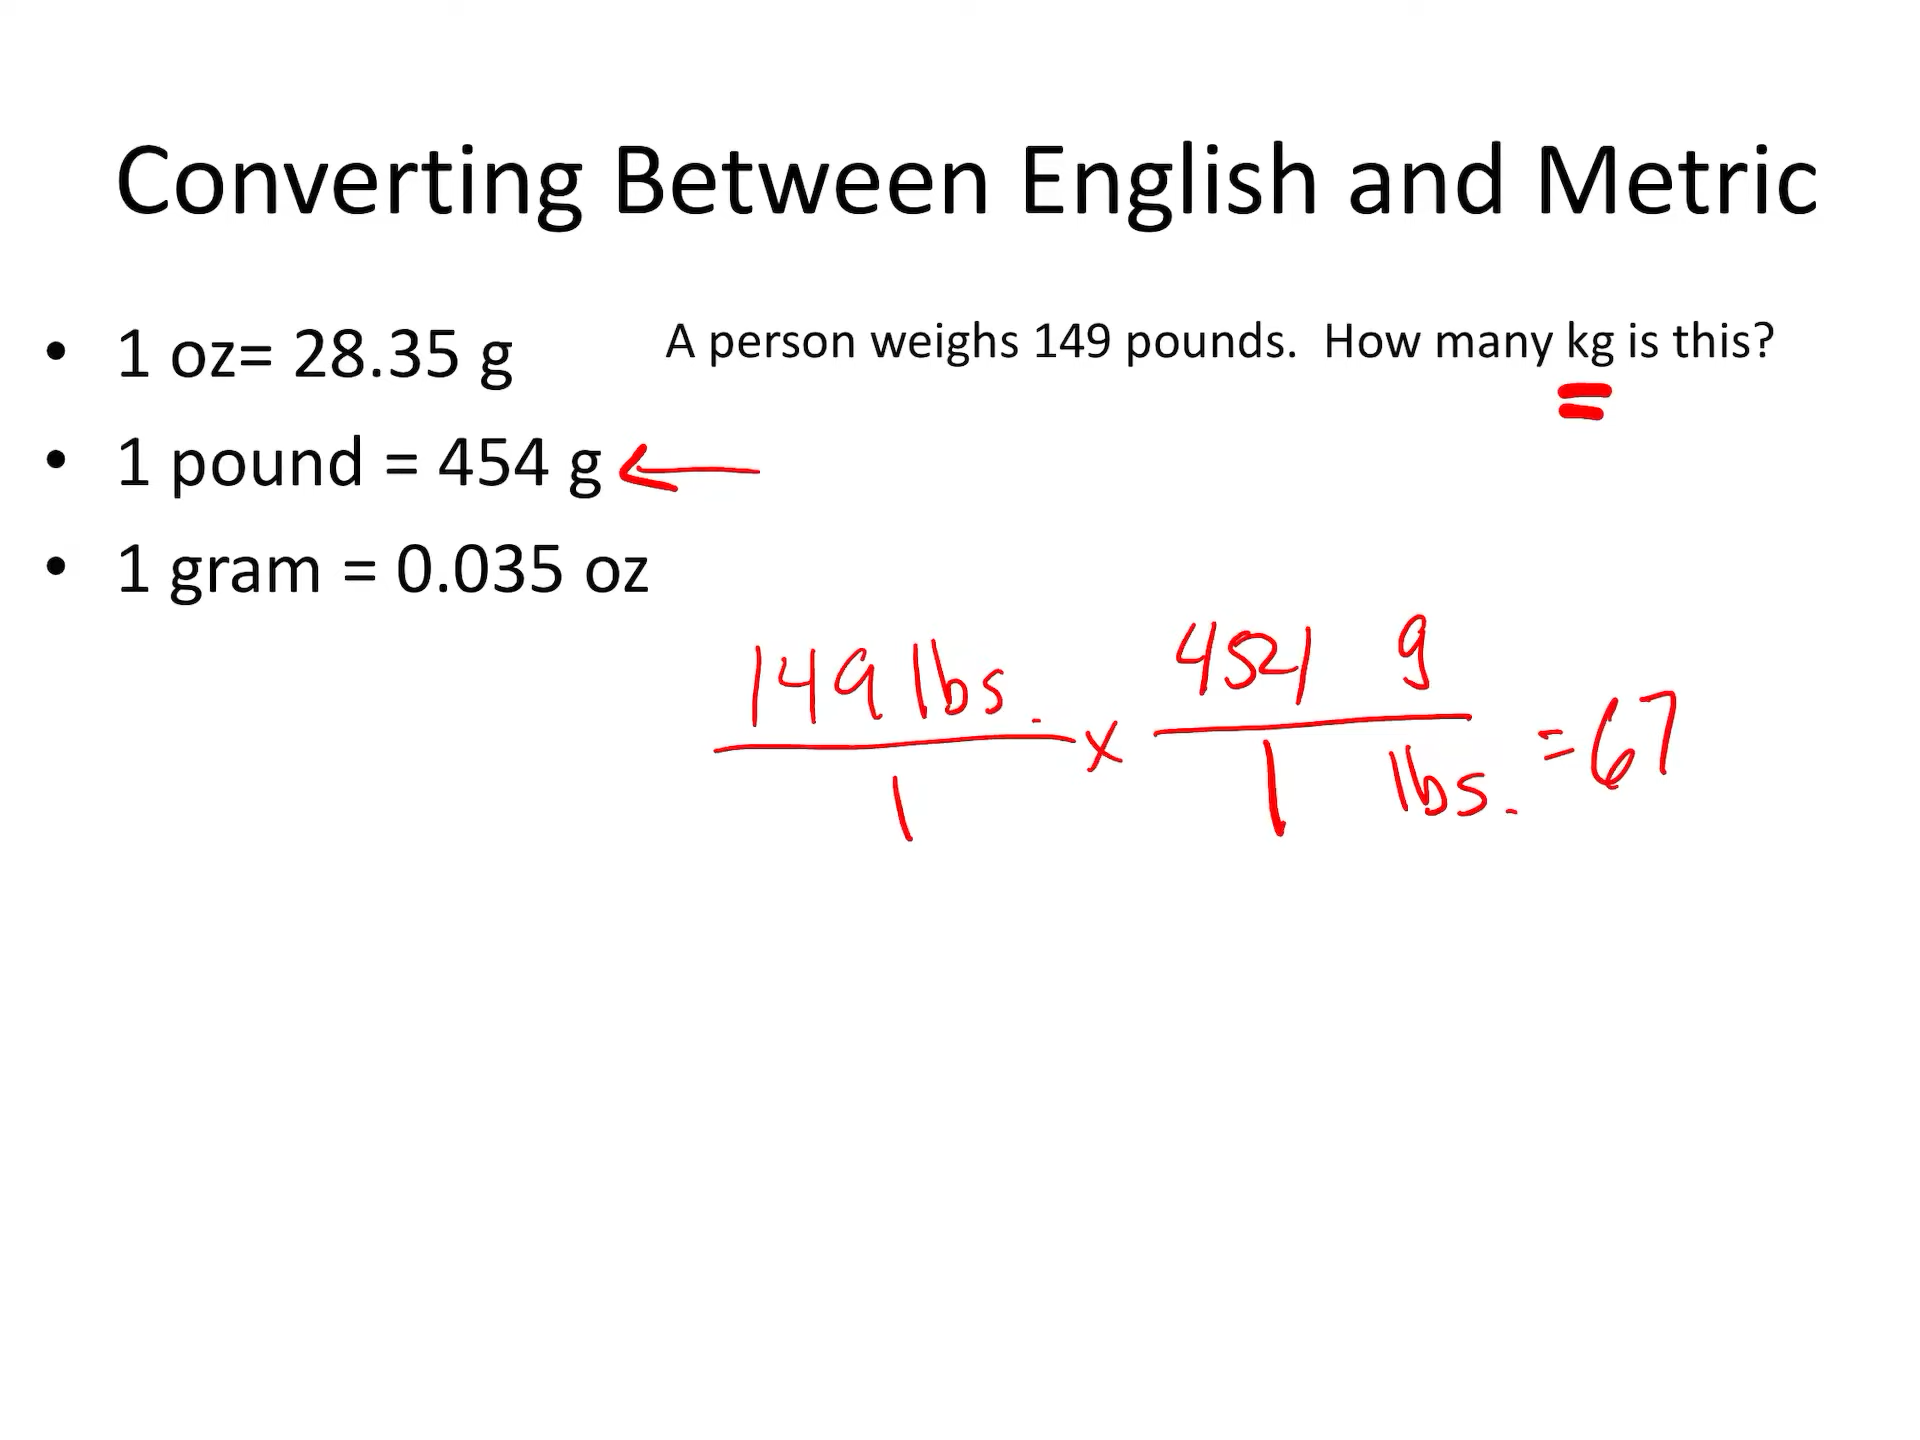 Converting Between English and Metric
• 1 oz= 28.35 g
A person weighs 149 pounds. How many kg is this?
• 1 pound = 454 g
• 1 gram = 0.035 oz
149 lbs. x 454 g = 67
1 1 lbs.